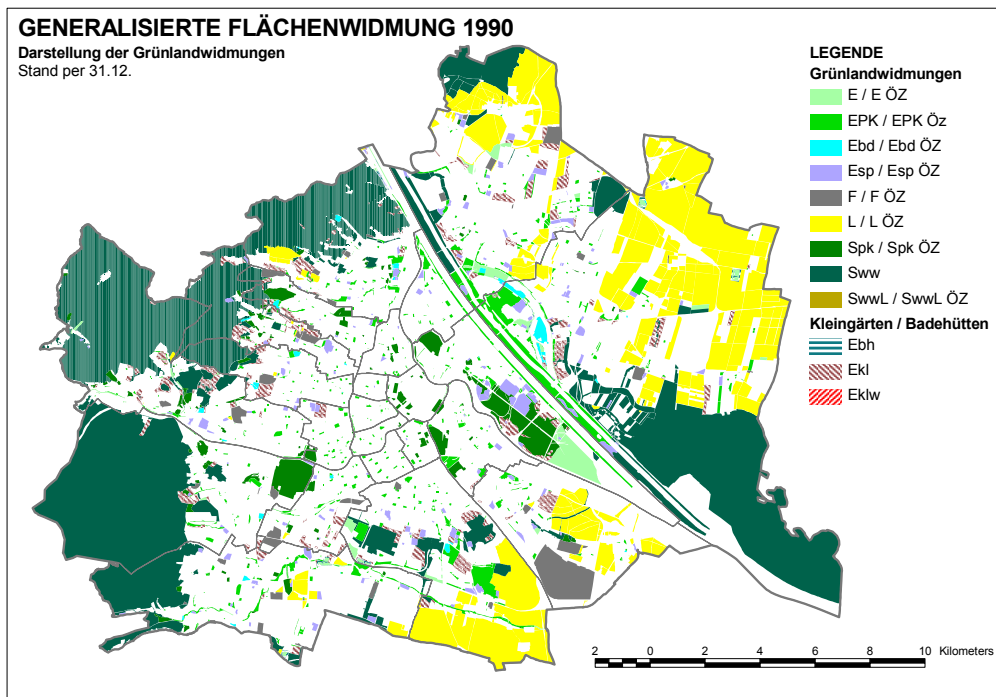 GENERALISIERTE FLÄCHENWIDMUNG 1990
Darstellung der Grünlandwidmungen
Stand per 31.12.
LEGENDE
Grünlandwidmungen
E / E ÖZ
EPK / EPK Öz
Ebd / Ebd ÖZ
Esp / Esp ÖZ
F / F ÖZ
L / L ÖZ
Spk / Spk ÖZ
Sww
SwwL / SwwL ÖZ
Kleingärten / Badehütten
Ebh
Ekl
Eklw
2 0 2 4 6 8 10 Kilometers